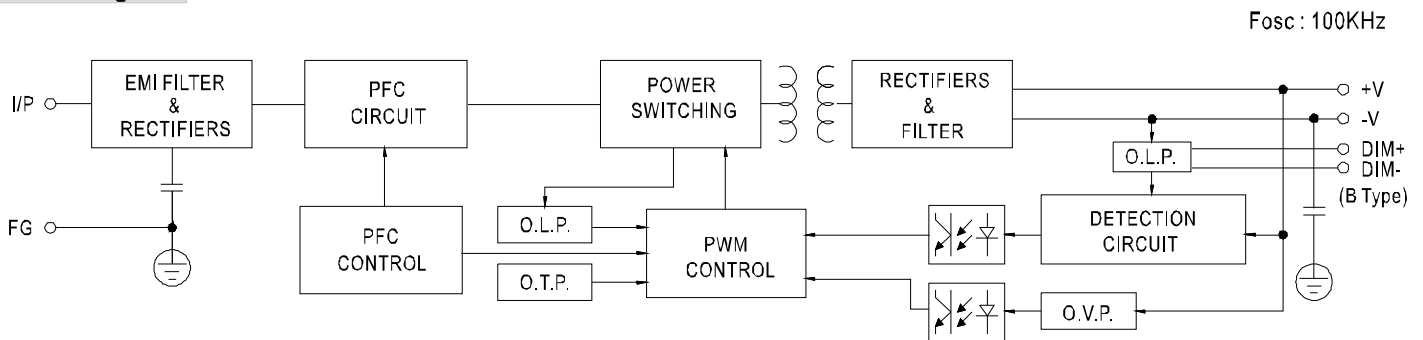 Fosc : 100KHz
I/P
EMI FILTER
&
RECTIFIERS
PFC
CIRCUIT
POWER
SWITCHING
RECTIFIERS
&
FILTER
+V
-V
O.L.P.
DIM+
DIM-
(B Type)
FG
PFC
CONTROL
O.L.P.
O.T.P.
PWM
CONTROL
DETECTION
CIRCUIT
O.V.P.